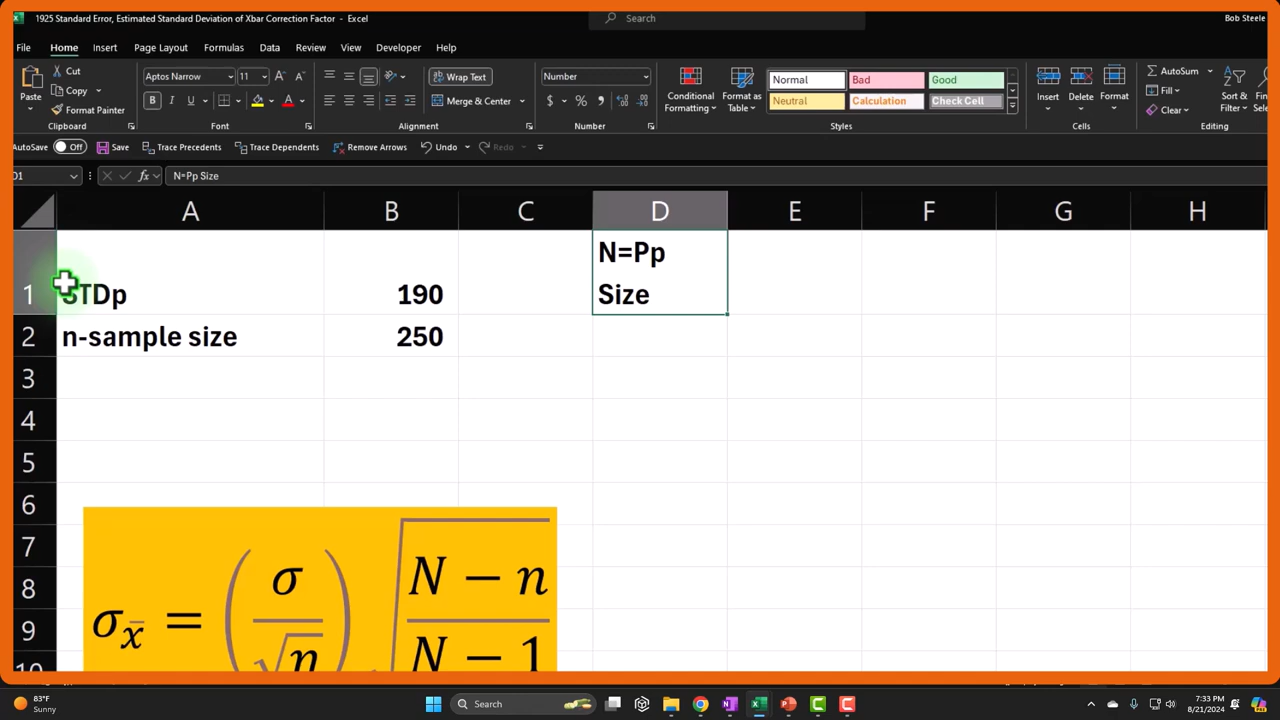 1925 Standard Error, Estimated Standard Deviation of Xbar Correction Factor - Excel
Search
Bob Steele
File Home Insert Page Layout Formulas Data Review View Developer Help
Paste
Cut
Copy
Format Painter
Clipboard
Aptos Narrow 11
B I U
Font
Wrap Text
Merge & Center
Alignment
Number
$ % 9
Number
Conditional Formatting
Format as Table
Normal Bad Good
Neutral Calculation Check Cell
Styles
Insert Delete Format
Cells
AutoSum
Fill
Clear
Sort & Filter
Editing
AutoSave Off Save Trace Precedents Trace Dependents Remove Arrows Undo Redo
D1 fx N=Pp Size
A B C D E F G H
N=Pp
1 STDp 190 Size
2 n-sample size 250
3
4
5
6
7
8
9
10
σx̄ = (σ/√n) √(N − n / N − 1)
83°F
Sunny
Search
7:33 PM
8/21/2024